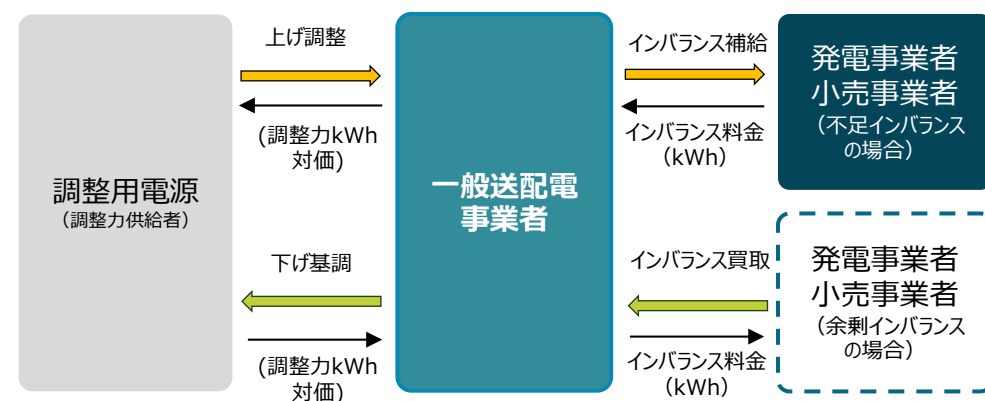 上げ調整
(調整力kWh
対価)
調整用電源
（調整力供給者）
下げ基調
(調整力kWh
対価)
一般送配電
事業者
インバランス補給
インバランス料金
（kWh）
発電事業者
小売事業者
（不足インバランス
の場合）
インバランス買取
インバランス料金
（kWh）
発電事業者
小売事業者
（余剰インバランス
の場合）